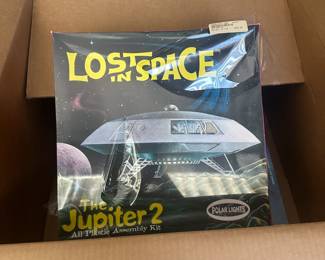 LOST
IN SPACE
The
Jupiter 2
All Plastic Assembly Kit
POLAR LIGHTS